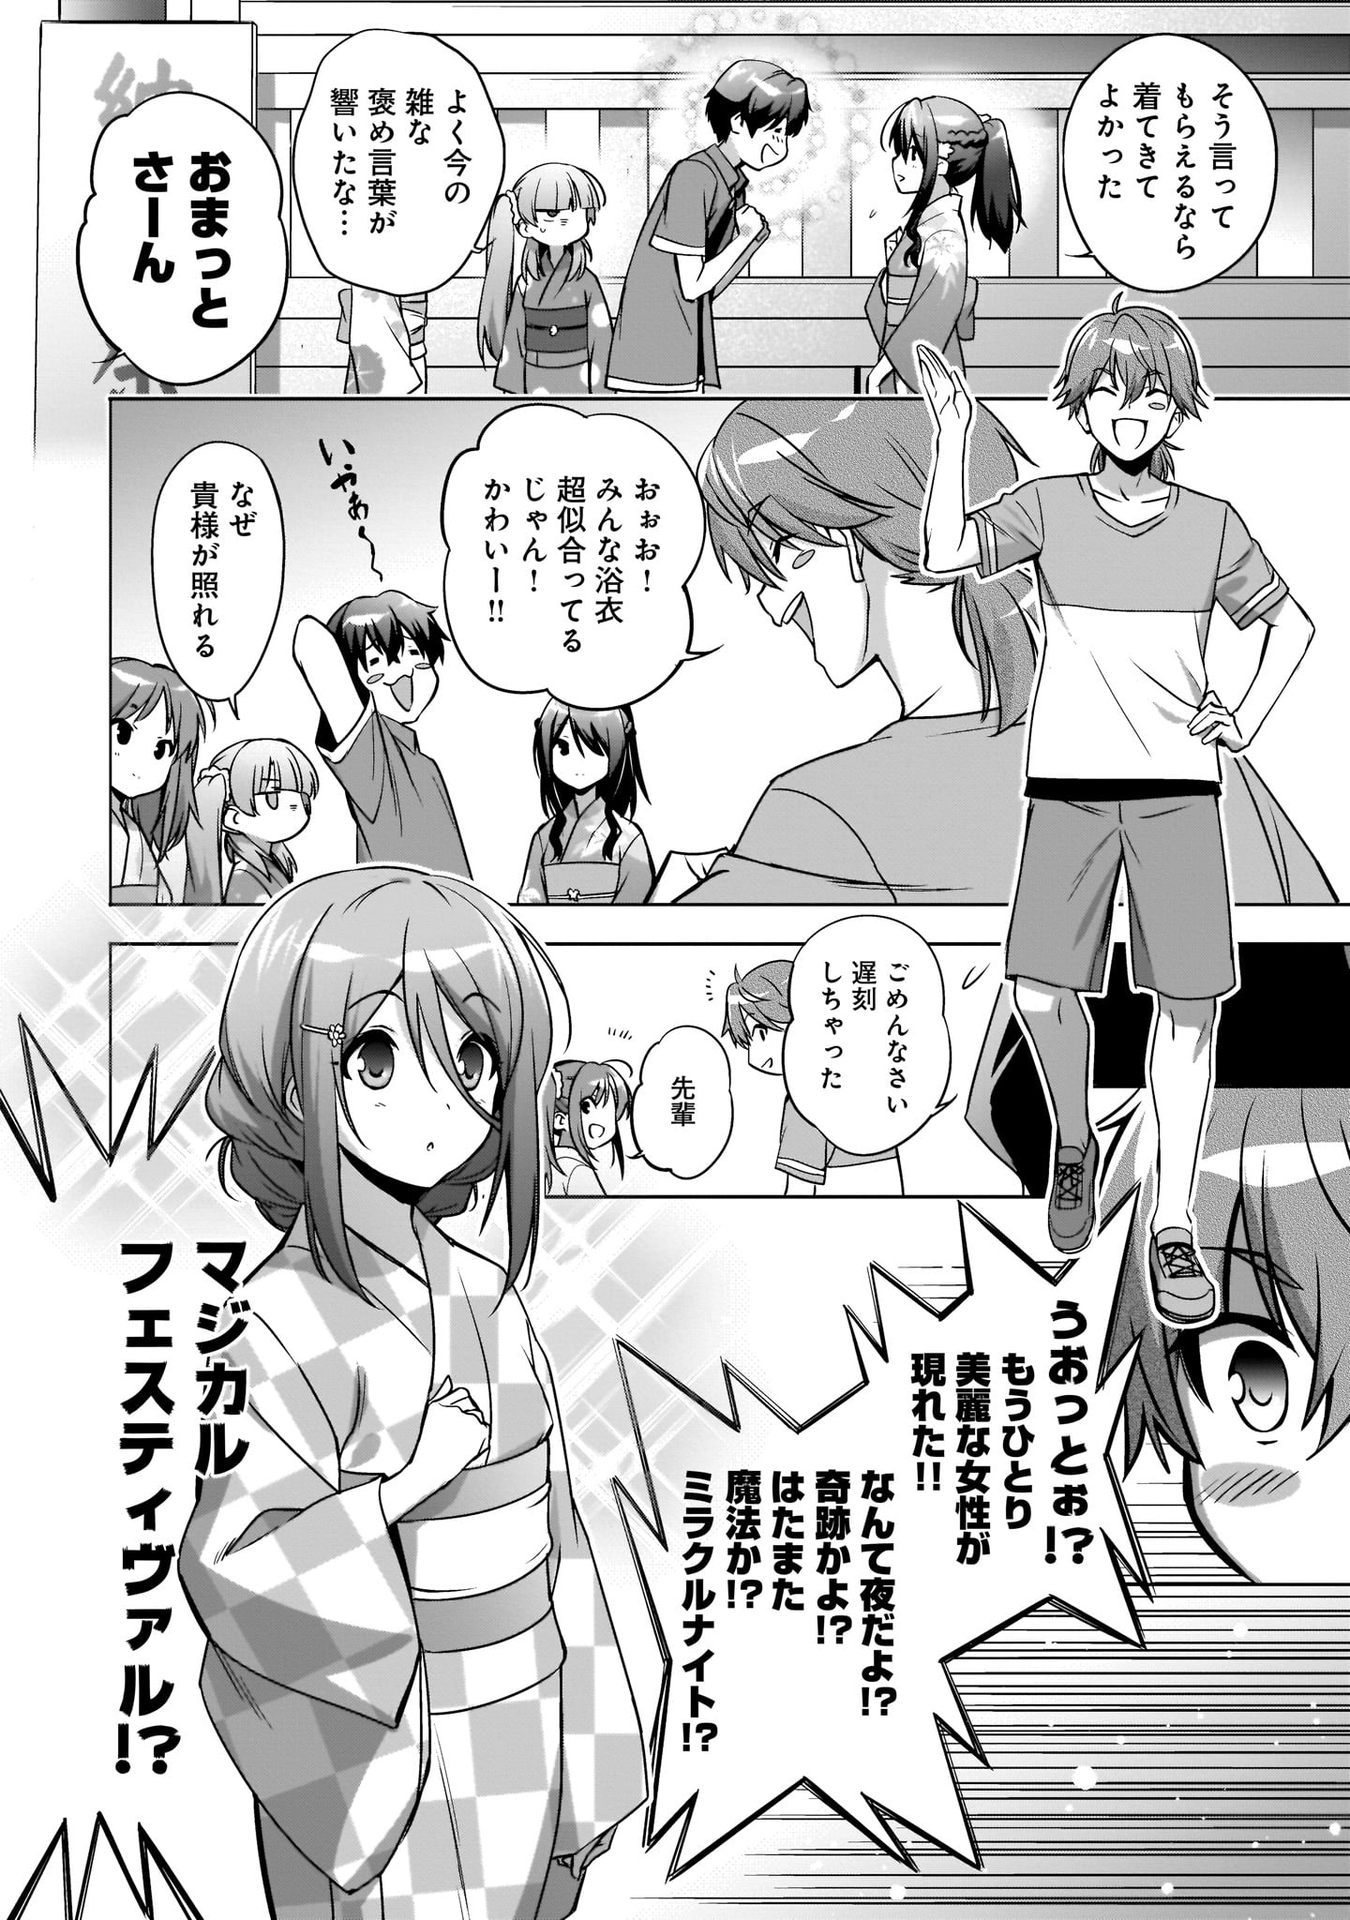 そう言って
もらえるなら
着てきて
よかった
よく今の
雑な
褒め言葉が
響いたな…
おまっと
さーん
おぉお！
みんな浴衣
超似合ってる
じゃん！
かわいー!!
いやぁ〜
なぜ
貴様が照れる
ごめんなさい
遅刻
しちゃった
先輩
うおっとぉ!?
もうひとり
美麗な女性が
現れた!!
なんて夜だよ!?
奇跡かよ!?
はたまた
魔法か!?
ミラクルナイト!?
マジカル
フェスティヴァル!?